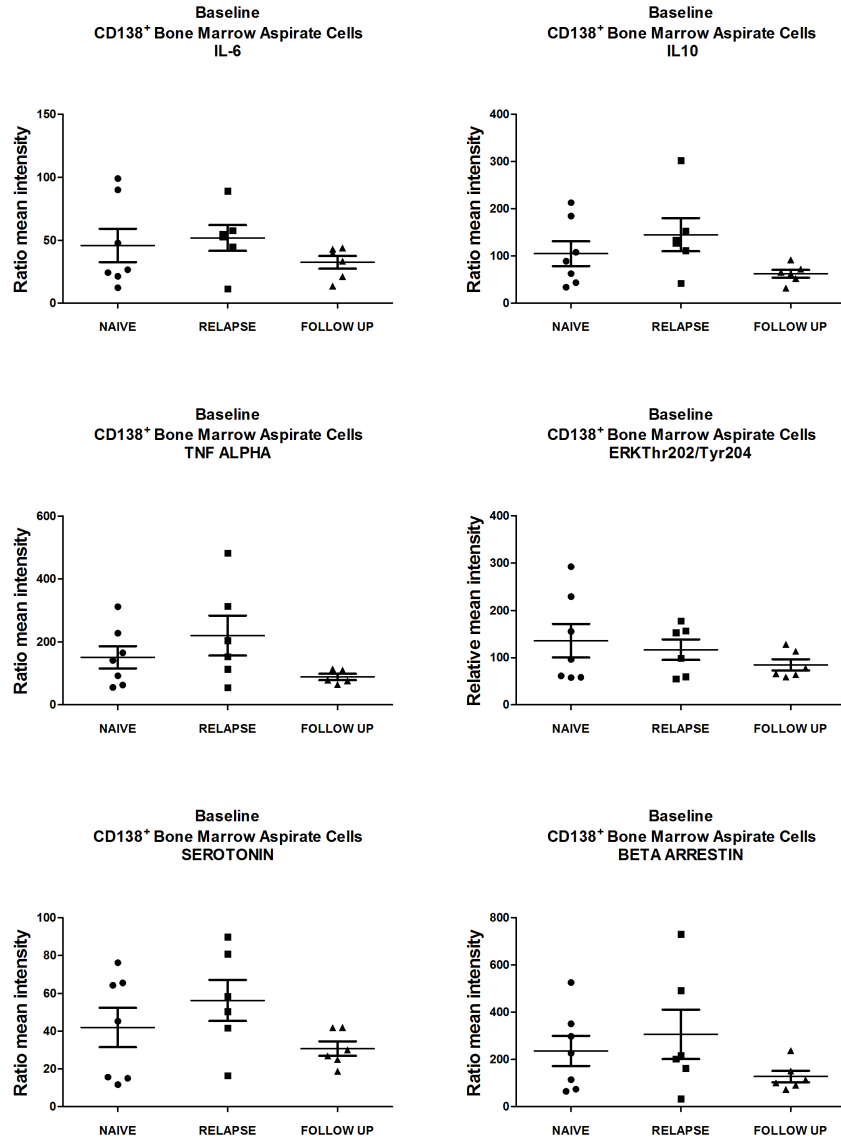 Baseline
CD138+ Bone Marrow Aspirate Cells
IL-6
Ratio mean intensity
150
100
50
0
NAIVE RELAPSE FOLLOW UP
Baseline
CD138+ Bone Marrow Aspirate Cells
IL10
Ratio mean intensity
400
300
200
100
0
NAIVE RELAPSE FOLLOW UP
Baseline
CD138+ Bone Marrow Aspirate Cells
TNF ALPHA
Ratio mean intensity
600
400
200
0
NAIVE RELAPSE FOLLOW UP
Baseline
CD138+ Bone Marrow Aspirate Cells
ERKThr202/Tyr204
Relative mean intensity
400
300
200
100
0
NAIVE RELAPSE FOLLOW UP
Baseline
CD138+ Bone Marrow Aspirate Cells
SEROTONIN
Ratio mean intensity
100
80
60
40
20
0
NAIVE RELAPSE FOLLOW UP
Baseline
CD138+ Bone Marrow Aspirate Cells
BETA ARRESTIN
Ratio mean intensity
800
600
400
200
0
NAIVE RELAPSE FOLLOW UP